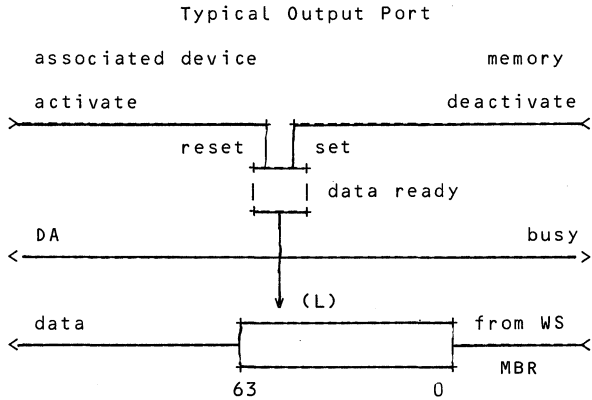 Typical Output Port
associated device memory
activate deactivate
reset set
data ready
DA busy
(L)
data from WS
MBR
63 0